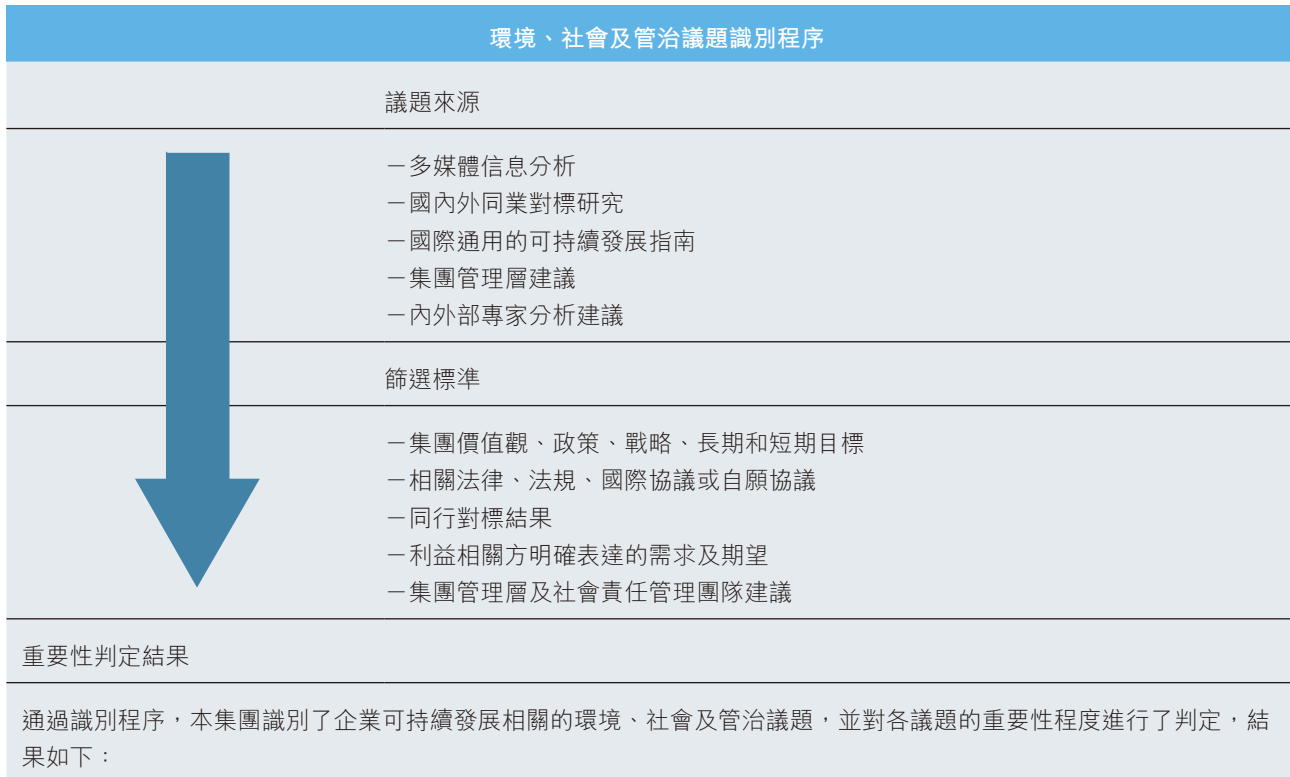 環境、社會及管治議題識別程序
議題來源
－多媒體信息分析
－國內外同業對標研究
－國際通用的可持續發展指南
－集團管理層建議
－內外部專家分析建議
篩選標準
－集團價值觀、政策、戰略、長期和短期目標
－相關法律、法規、國際協議或自願協議
－同行對標結果
－利益相關方明確表達的需求及期望
－集團管理層及社會責任管理團隊建議
重要性判定結果
通過識別程序，本集團識別了企業可持續發展相關的環境、社會及管治議題，並對各議題的重要性程度進行了判定，結
果如下：